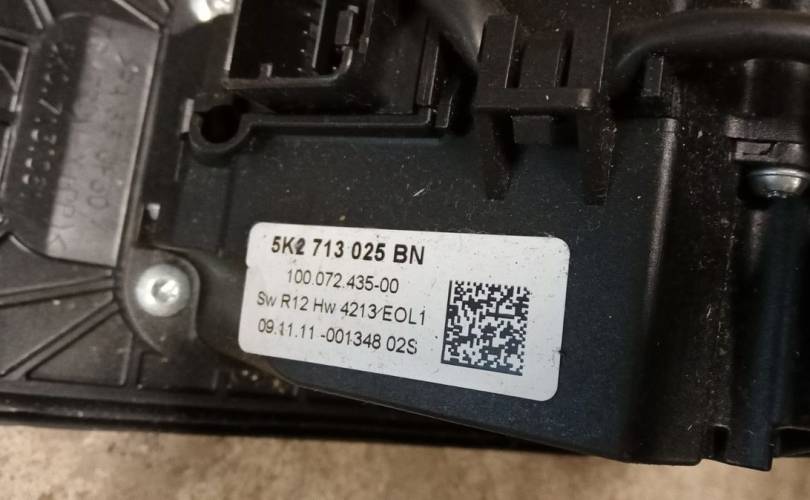 5K2 713 025 BN
100.072.435-00
Sw R12 Hw 4213/EOL1
09.11.11 -001348 02S